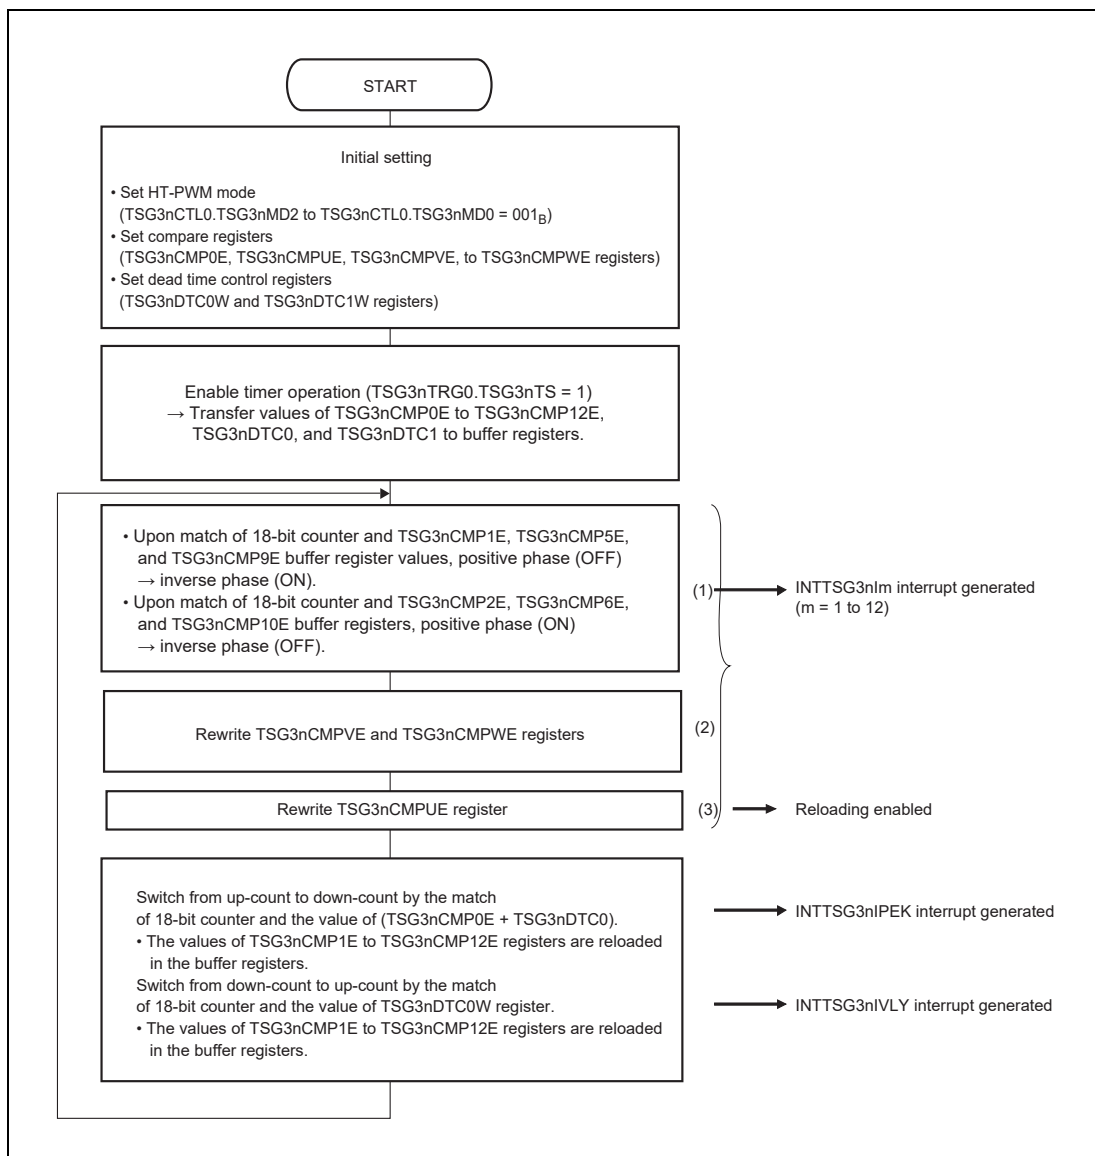 START
Initial setting
• Set HT-PWM mode
(TSG3nCTL0.TSG3nMD2 to TSG3nCTL0.TSG3nMD0 = 001B)
• Set compare registers
(TSG3nCMP0E, TSG3nCMPUE, TSG3nCMPVE, to TSG3nCMPWE registers)
• Set dead time control registers
(TSG3nDTC0W and TSG3nDTC1W registers)
Enable timer operation (TSG3nTRG0.TSG3nTS = 1)
→ Transfer values of TSG3nCMP0E to TSG3nCMP12E,
TSG3nDTC0, and TSG3nDTC1 to buffer registers.
• Upon match of 18-bit counter and TSG3nCMP1E, TSG3nCMP5E,
and TSG3nCMP9E buffer register values, positive phase (OFF)
→ inverse phase (ON).
• Upon match of 18-bit counter and TSG3nCMP2E, TSG3nCMP6E,
and TSG3nCMP10E buffer registers, positive phase (ON)
→ inverse phase (OFF).
(1)
INTTSG3nIm interrupt generated
(m = 1 to 12)
Rewrite TSG3nCMPVE and TSG3nCMPWE registers
(2)
Rewrite TSG3nCMPUE register
(3)
Reloading enabled
Switch from up-count to down-count by the match
of 18-bit counter and the value of (TSG3nCMP0E + TSG3nDTC0).
• The values of TSG3nCMP1E to TSG3nCMP12E registers are reloaded
in the buffer registers.
Switch from down-count to up-count by the match
of 18-bit counter and the value of TSG3nDTC0W register.
• The values of TSG3nCMP1E to TSG3nCMP12E registers are reloaded
in the buffer registers.
INTTSG3nIPEK interrupt generated
INTTSG3nIVLY interrupt generated